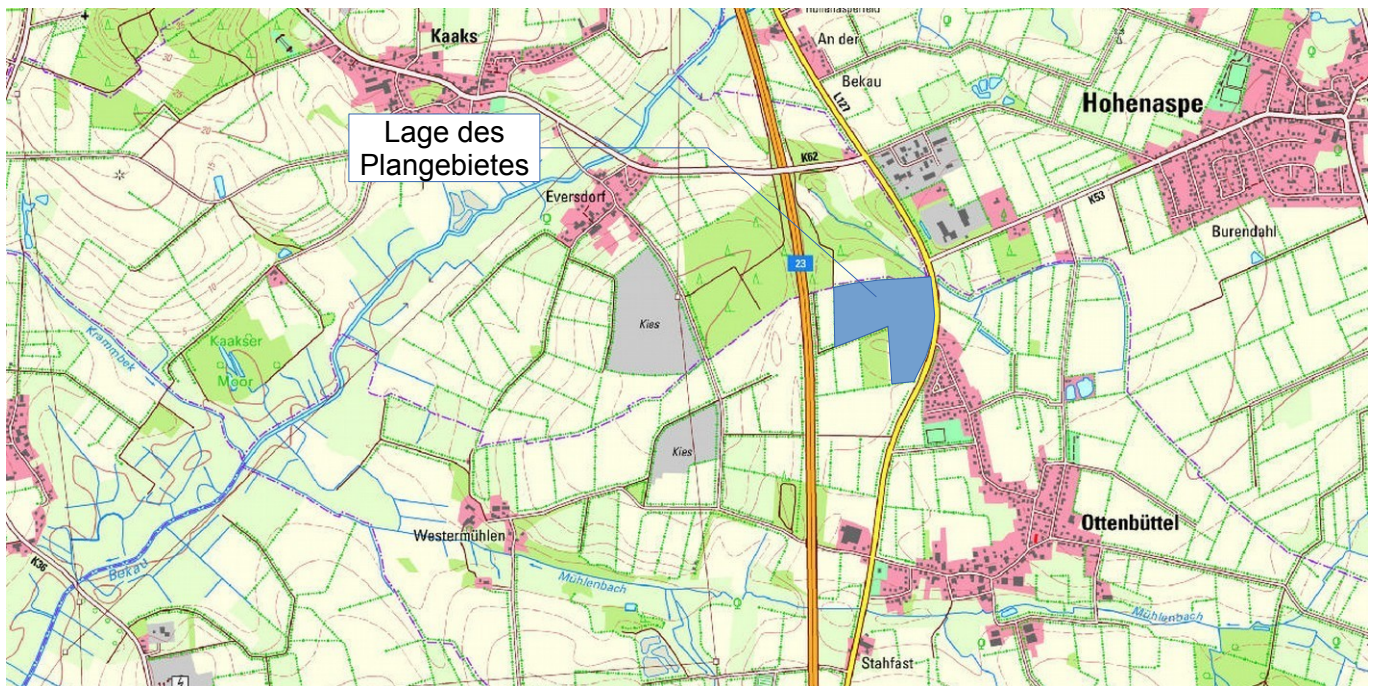 Kaaks
An der
Bekau
L127
Hohenaspe
Lage des
Plangebietes
K62
K53
Eversdorf
Burendahl
23
Kies
Krammbek
Kaakser
Moor
Kies
Ottenbüttel
Westermühlen
K36
Bekau
Mühlenbach
Mühlenbach
Stahfast